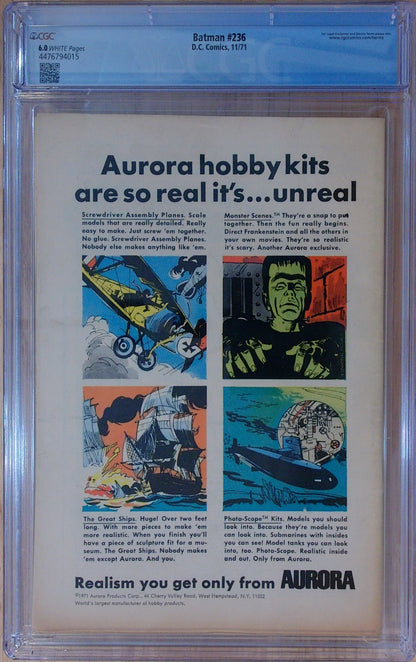 CGC
Batman #236
D.C. Comics, 11/71
6.0 WHITE Pages
4476794015
www.cgccomics.com/terms
Aurora hobby kits
are so real it's...unreal
Screwdriver Assembly Planes. Scale
models that are really detailed. Really
easy to make. Just screw 'em together.
No glue. Screwdriver Assembly Planes.
Nobody else makes anything like 'em.
Monster Scenes.™ They're a snap to put
together. Then the fun really begins.
Direct Frankenstein and all the others in
your own movies. They're so realistic
it's scary. Another Aurora exclusive.
The Great Ships. Huge! Over two feet
long. With more pieces to make 'em
more realistic. When you finish you'll
have a piece of sculpture fit for a mu-
seum. The Great Ships. Nobody makes
'em except Aurora. And you.
Photo-Scope™ Kits. Models you should
look into. Because they're models you
can look into. Submarines with insides
you can see! Model tanks you can look
into, too. Photo-Scope. Realistic inside
and out. Only from Aurora.
Realism you get only from AURORA
©1971 Aurora Products Corp., 44 Cherry Valley Road, West Hempstead, N.Y. 11552
World's largest manufacturer of hobby products.